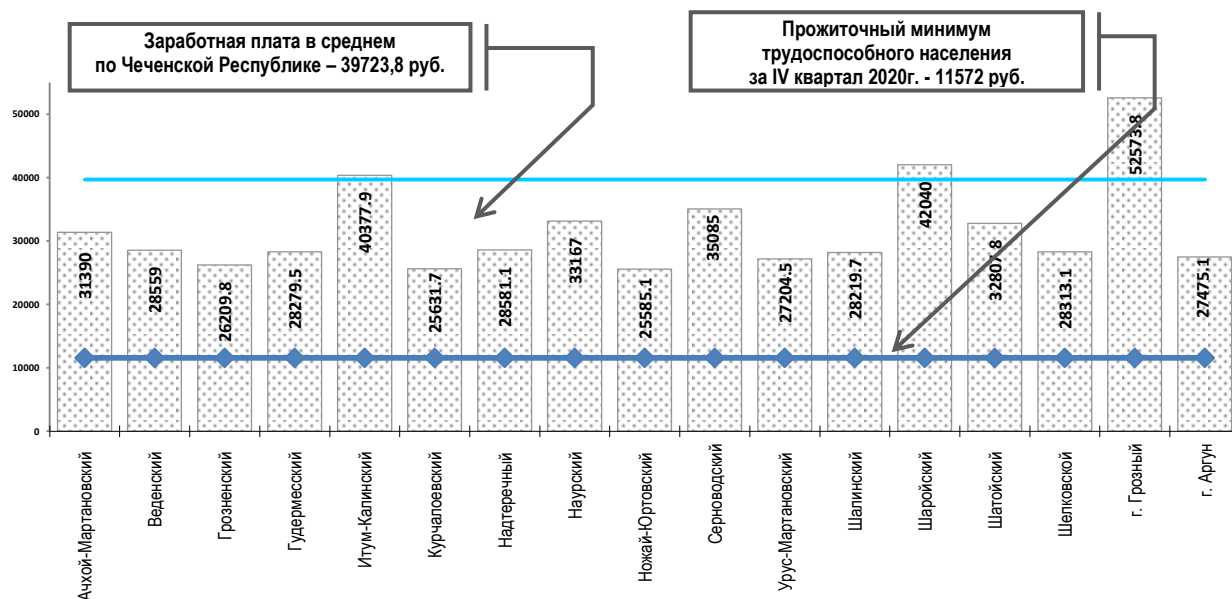 Заработная плата в среднем
по Чеченской Республике – 39723,8 руб.
Прожиточный минимум
трудоспособного населения
за IV квартал 2020г. - 11572 руб.
50000
40000
30000
20000
10000
0
31390
28559
26209.8
28279.5
40377.9
25631.7
28581.1
33167
25585.1
35085
27204.5
28219.7
42040
32807.8
28313.1
52573.8
27475.1
Ачхой-Мартановский
Веденский
Грозненский
Гудермесский
Итум-Калинский
Курчалоевский
Надтеречный
Наурский
Ножай-Юртовский
Серноводский
Урус-Мартановский
Шалинский
Шаройский
Шатойский
Шелковской
г. Грозный
г. Аргун